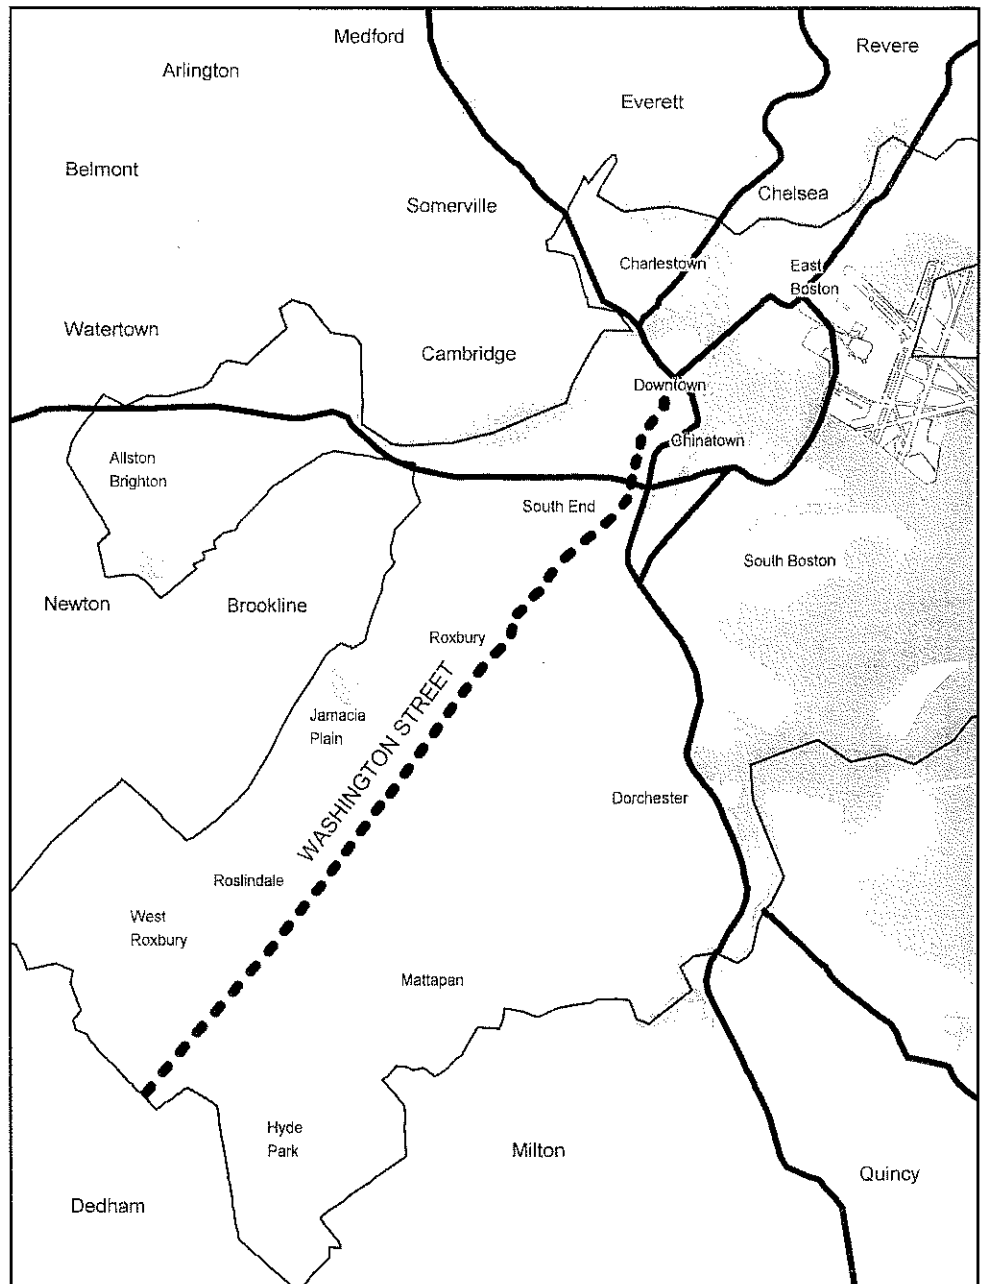 Medford
Revere
Arlington
Everett
Belmont
Chelsea
Somerville
Charlestown
East
Boston
Watertown
Cambridge
Downtown
Chinatown
Allston
Brighton
South End
South Boston
Newton
Brookline
Roxbury
WASHINGTON STREET
Jamacia
Plain
Dorchester
Roslindale
West
Roxbury
Mattapan
Hyde
Park
Milton
Quincy
Dedham